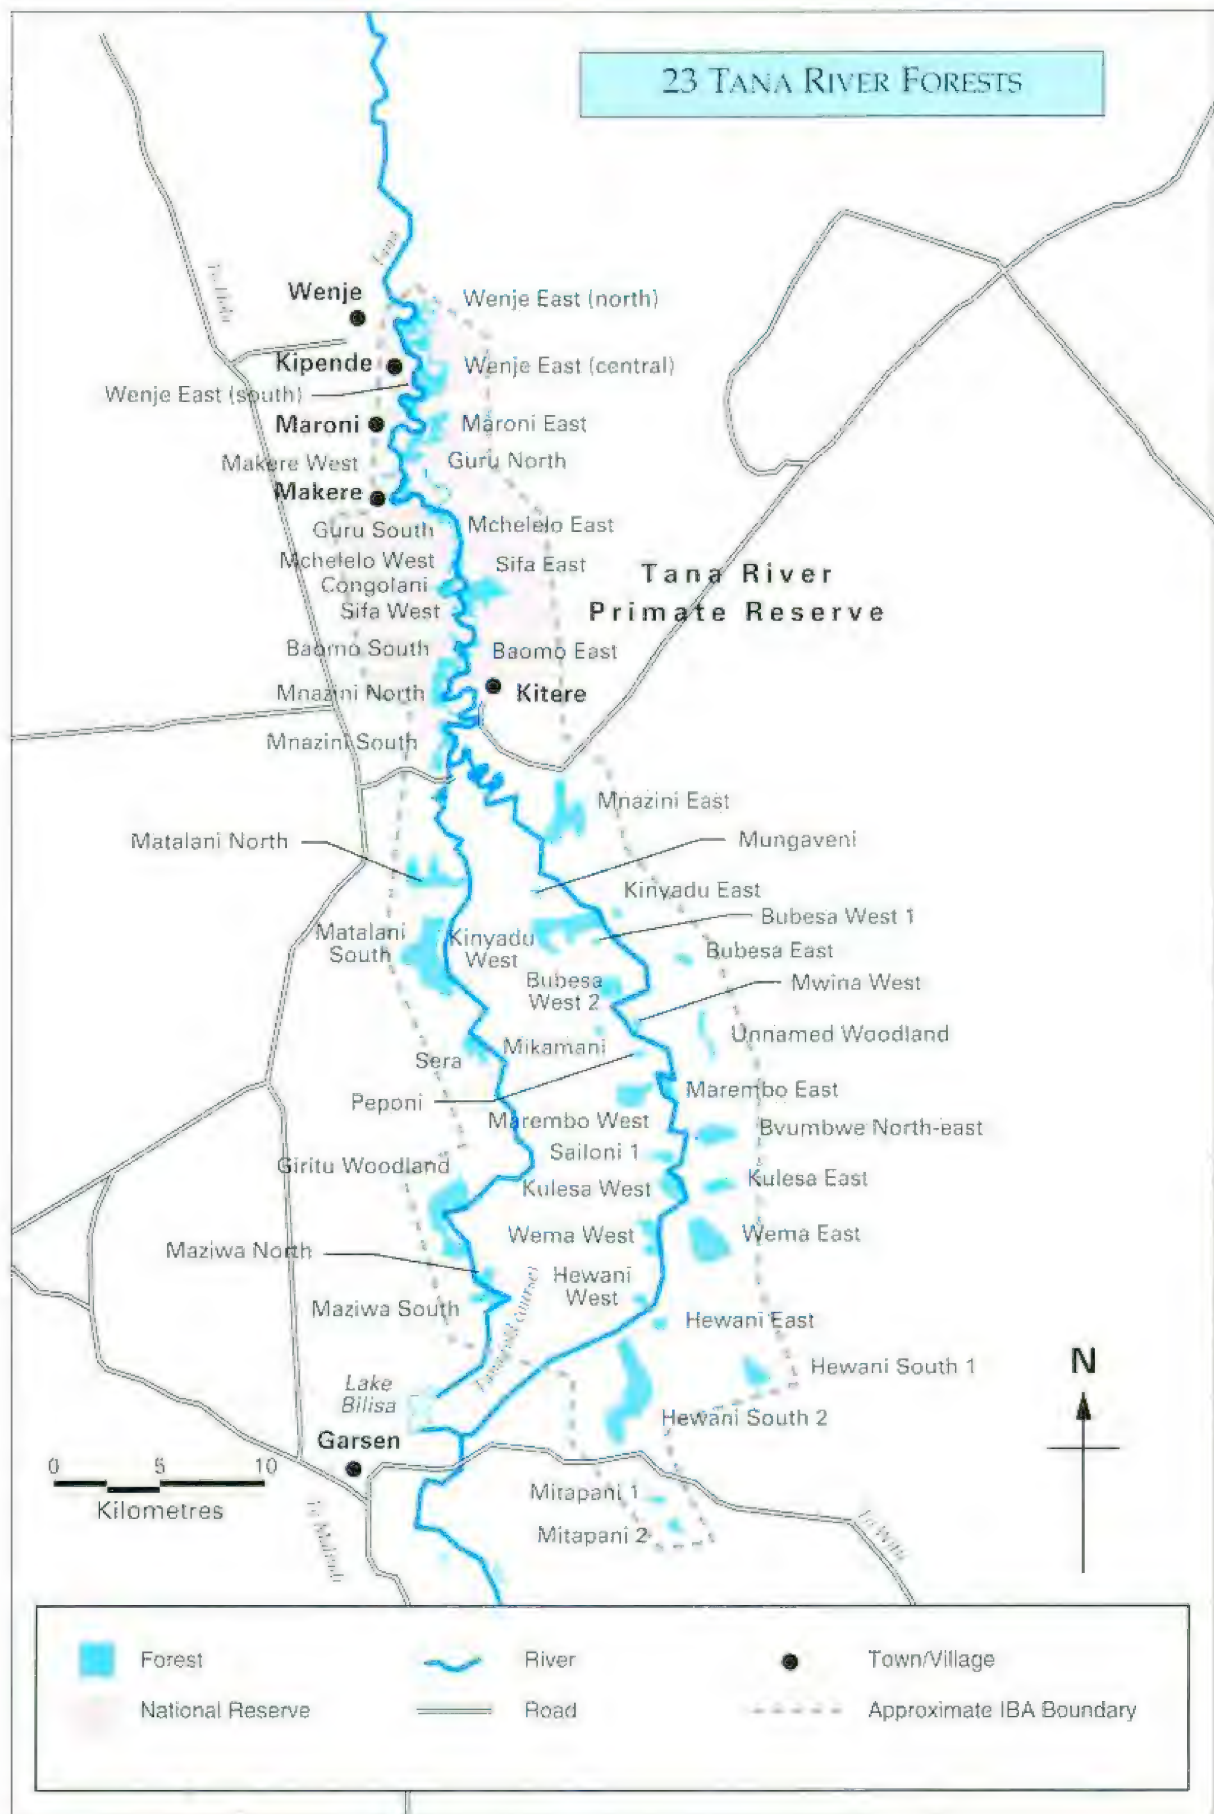 23 TANA RIVER FORESTS
Tana
Wenje
Wenje East (north)
Kipende
Wenje East (central)
Wenje East (south)
Maroni
Maroni East
Makere West
Guru North
Makere
Guru South
Mchelelo East
Mchelelo West
Sifa East
Congolani
Sifa West
Tana River
Primate Reserve
Baomo South
Baomo East
Mnazini North
Kitere
Mnazini South
Mnazini East
Matalani North
Mungaveni
Kinyadu East
Bubesa West 1
Matalani
South
Kinyadu
West
Bubesa East
Bubesa
West 2
Mwina West
Unnamed Woodland
Sera
Mikamani
Peponi
Marembo East
Marembo West
Bvumbwe North-east
Sailoni 1
Giritu Woodland
Kulesa West
Kulesa East
Wema West
Wema East
Maziwa North
Hewani
West
Maziwa South
Hewani East
Tana (old course)
Hewani South 1
N
Lake
Bilisa
Hewani South 2
Garsen
0 5 10
Kilometres
Mitapani 1
Mitapani 2
To Malindi
To Witu
Forest
River
Town/Village
National Reserve
Road
Approximate IBA Boundary